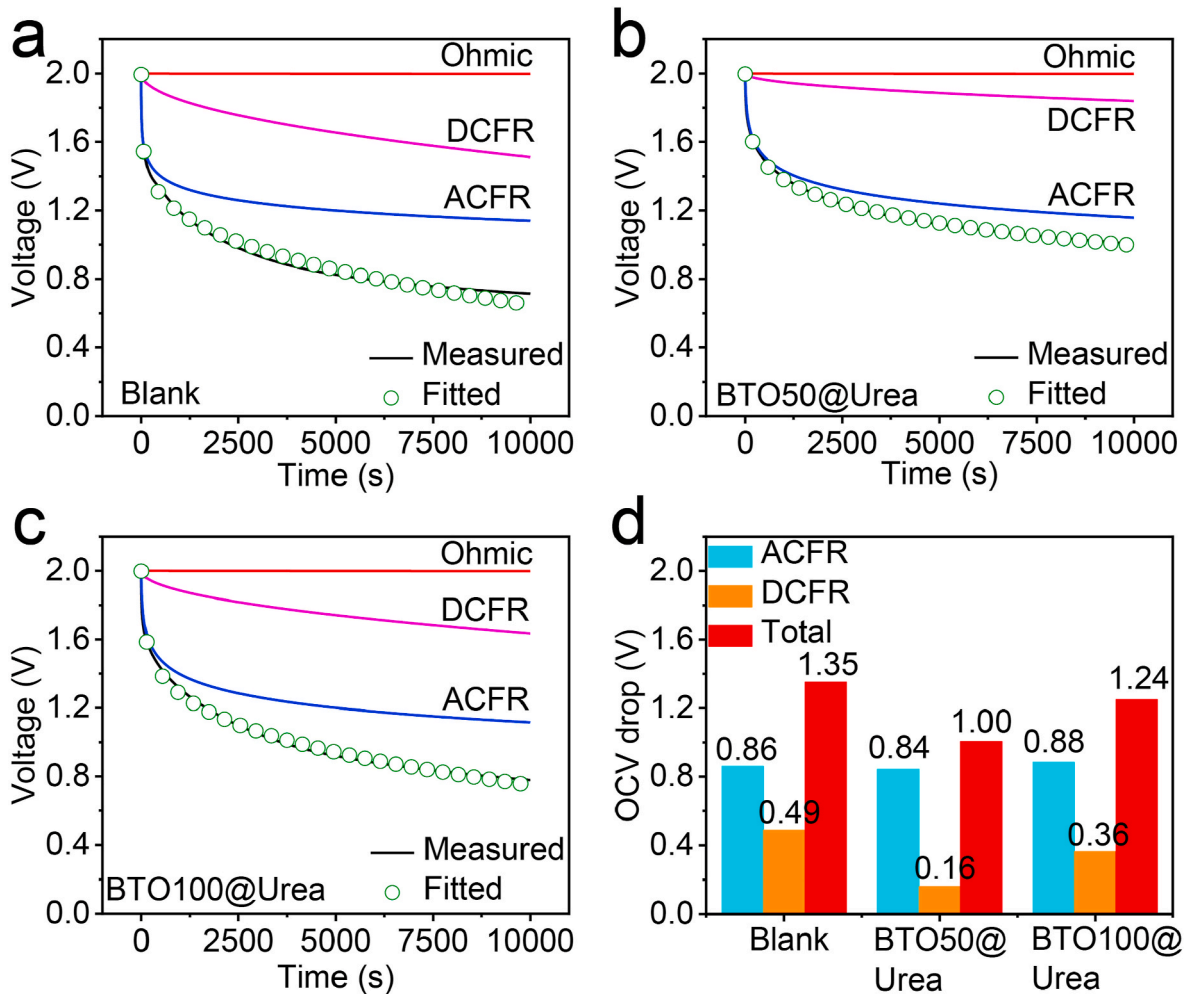 a
Ohmic
DCFR
ACFR
Voltage (V)
2.0
1.6
1.2
0.8
0.4
0.0
Measured
Fitted
Blank
0 2500 5000 7500 10000
Time (s)
b
Ohmic
DCFR
ACFR
Voltage (V)
2.0
1.6
1.2
0.8
0.4
0.0
Measured
Fitted
BTO50@Urea
0 2500 5000 7500 10000
Time (s)
c
Ohmic
DCFR
ACFR
Voltage (V)
2.0
1.6
1.2
0.8
0.4
0.0
Measured
Fitted
BTO100@Urea
0 2500 5000 7500 10000
Time (s)
d
ACFR
DCFR
Total
OCV drop (V)
2.0
1.6
1.2
0.8
0.4
0.0
0.86
0.49
1.35
0.84
0.16
1.00
0.88
0.36
1.24
Blank
BTO50@
Urea
BTO100@
Urea